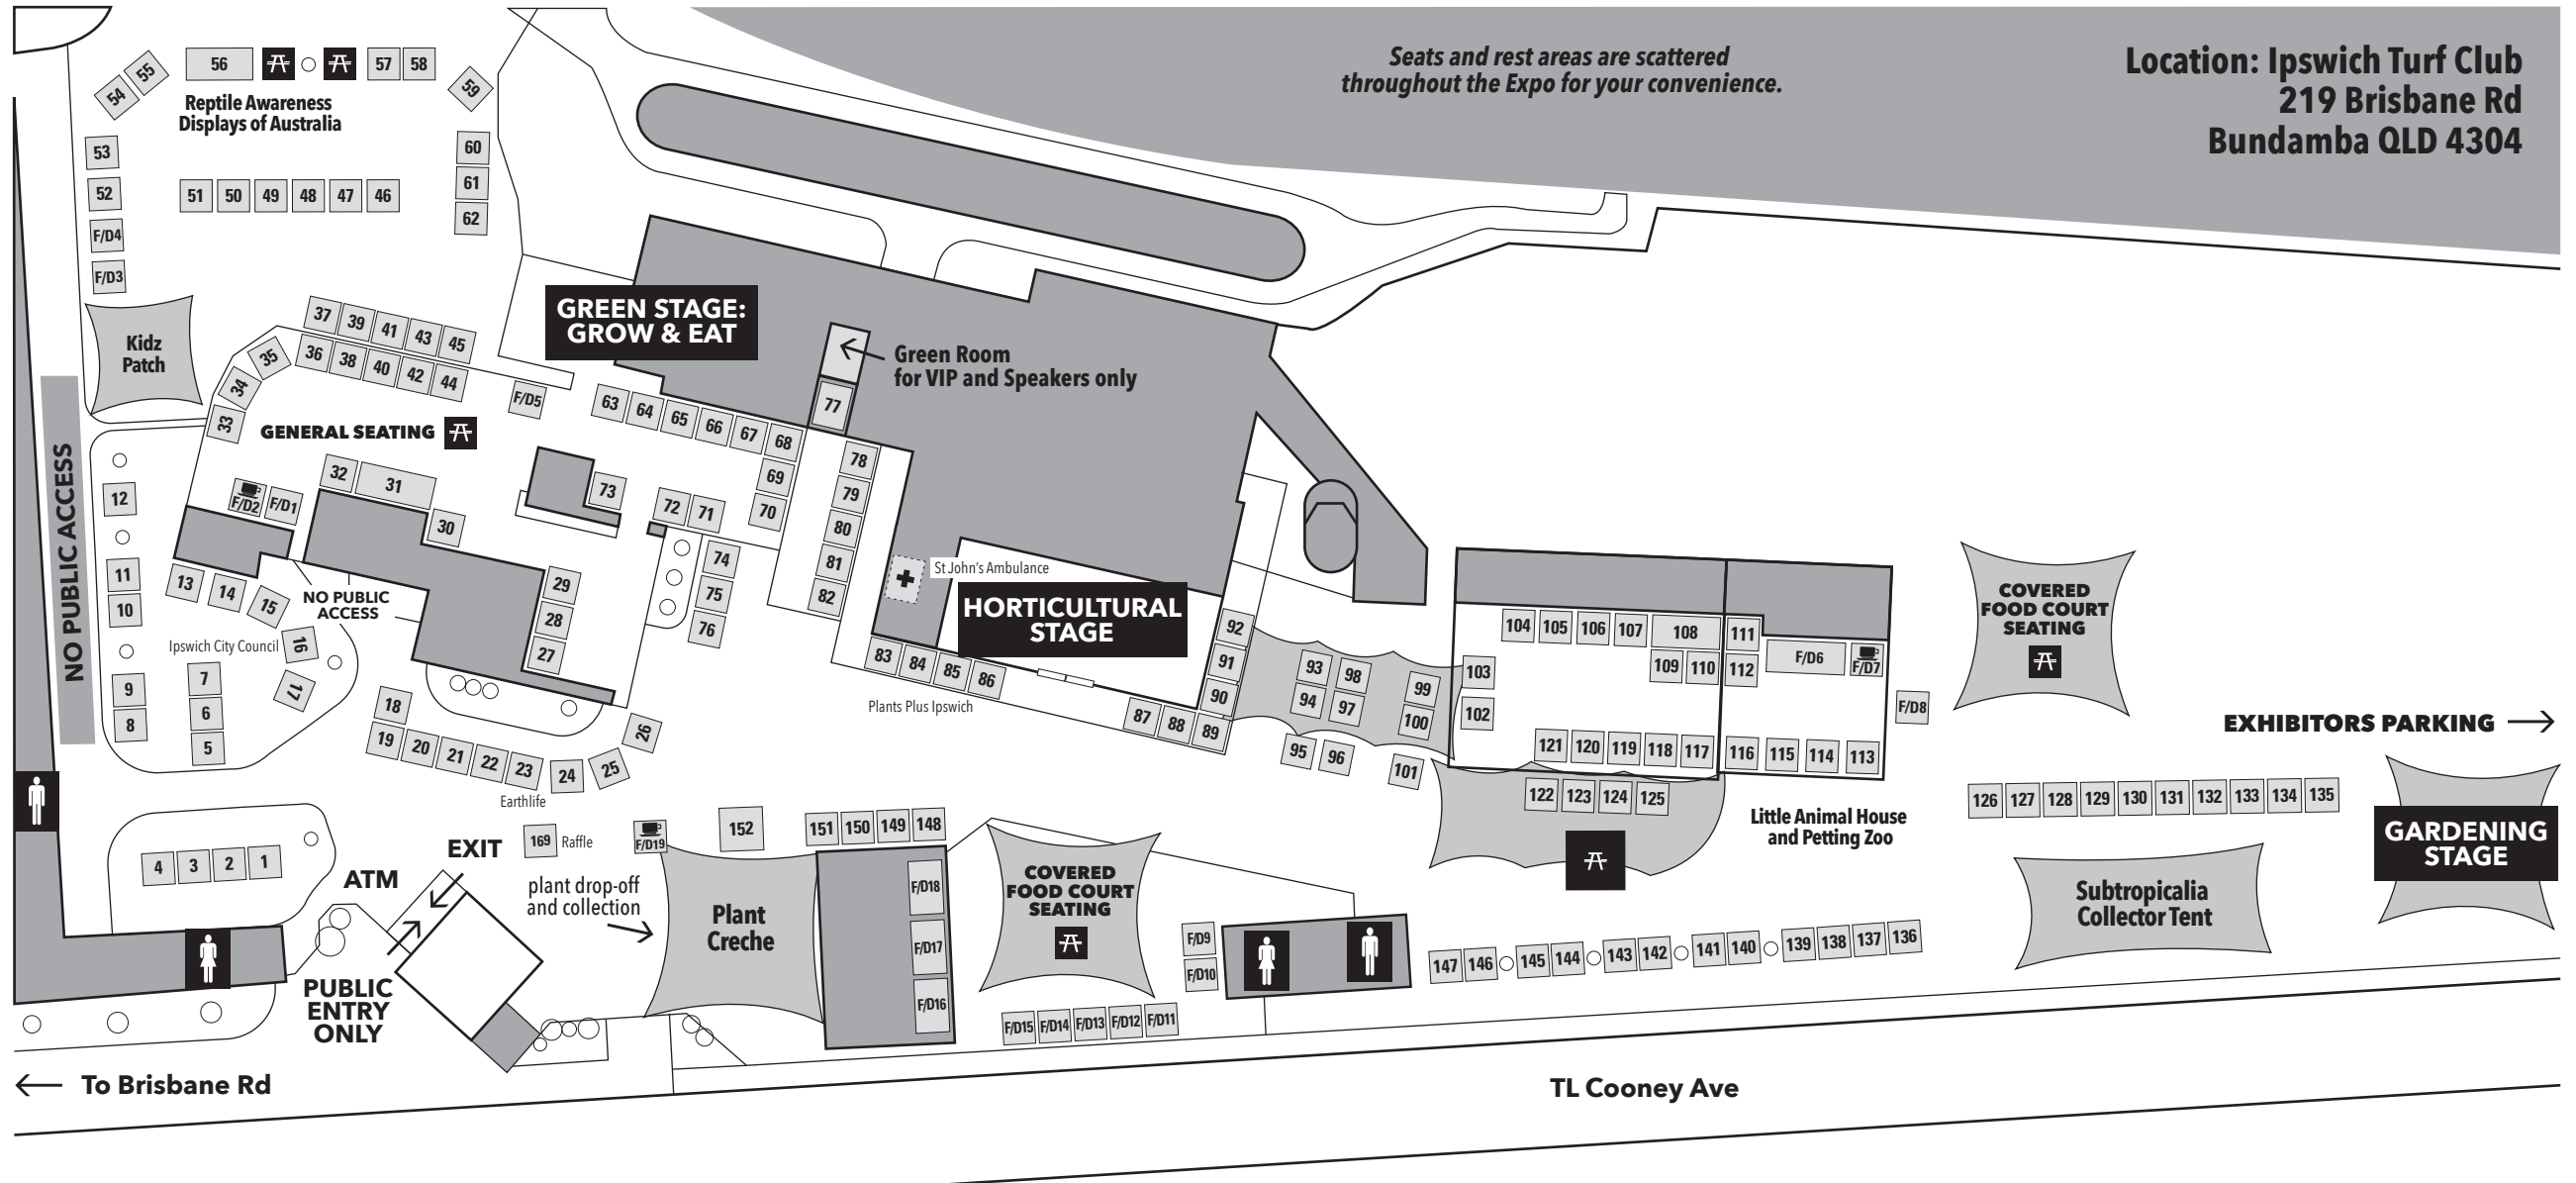 Seats and rest areas are scattered
throughout the Expo for your convenience.
Location: Ipswich Turf Club
219 Brisbane Rd
Bundamba QLD 4304
54
55
56
57
58
59
Reptile Awareness
Displays of Australia
53
52
F/D4
F/D3
51 50 49 48 47 46
60
61
62
Kidz
Patch
37 39 41 43 45
36 38 40 42 44
35
34
33
F/D5
GENERAL SEATING
GREEN STAGE:
GROW & EAT
Green Room
for VIP and Speakers only
77
63 64 65 66 67 68
69
70
72 71
73
74
75
76
78
79
80
81
82
NO PUBLIC ACCESS
12
11
10
9
8
32 31
30
F/D2 F/D1
13 14 15
NO PUBLIC
ACCESS
Ipswich City Council
16
17
7
6
5
29
28
27
18
19 20 21 22 23 24 25 26
Earthlife
St John's Ambulance
HORTICULTURAL
STAGE
83 84 85 86
Plants Plus Ipswich
87 88 89
92
91
90
93 98
94 97
95 96
99
100
101
103
102
104 105 106 107 108
109 110
111
112
F/D6
F/D7
F/D8
121 120 119 118 117
116 115 114 113
122 123 124 125
COVERED
FOOD COURT
SEATING
EXHIBITORS PARKING
Little Animal House
and Petting Zoo
126 127 128 129 130 131 132 133 134 135
GARDENING
STAGE
Subtropicalia
Collector Tent
4 3 2 1
ATM
EXIT
169 Raffle
F/D19
152
151 150 149 148
plant drop-off
and collection
Plant
Creche
F/D18
F/D17
F/D16
COVERED
FOOD COURT
SEATING
F/D9
F/D10
F/D15 F/D14 F/D13 F/D12 F/D11
147 146 145 144 143 142 141 140 139 138 137 136
PUBLIC
ENTRY
ONLY
To Brisbane Rd
TL Cooney Ave